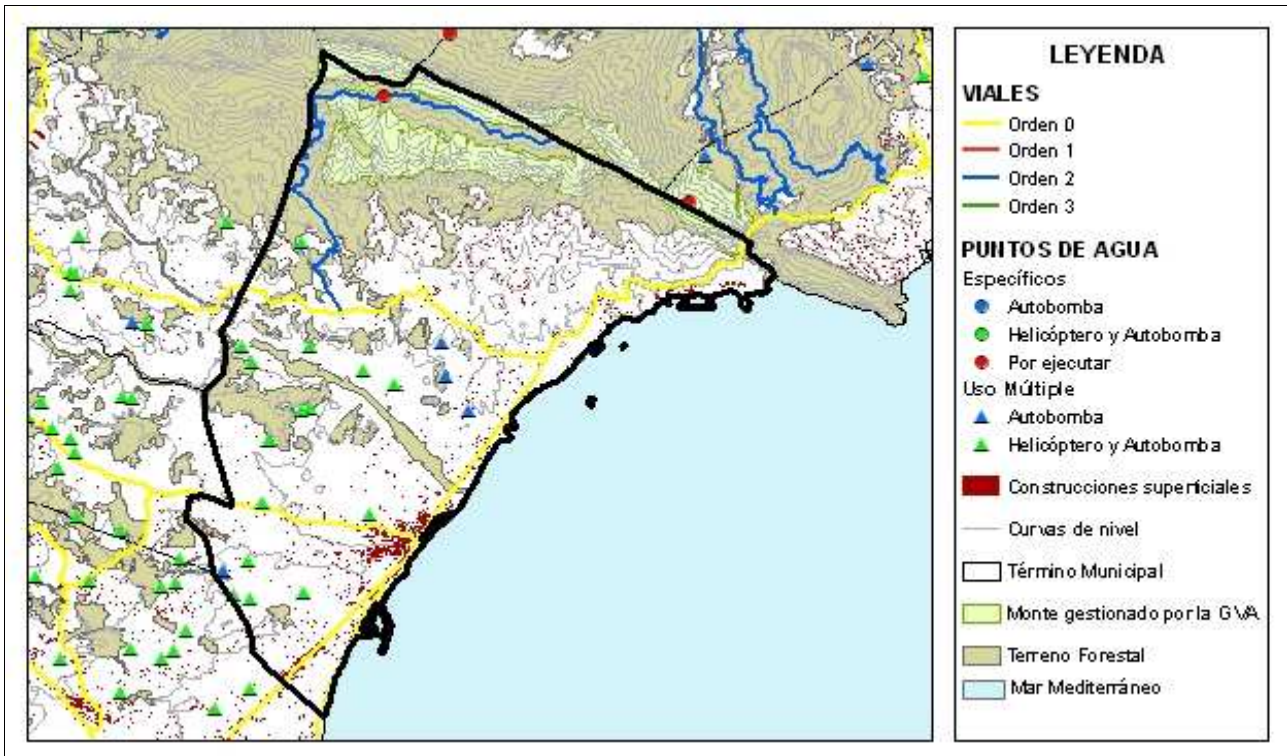 LEYENDA
VIALES
Orden 0
Orden 1
Orden 2
Orden 3
PUNTOS DE AGUA
Específicos
Autobomba
Helicóptero y Autobomba
Por ejecutar
Uso Múltiple
Autobomba
Helicóptero y Autobomba
Construcciones superficiales
Curvas de nivel
Término Municipal
Monte gestionado por la GVA
Terreno Forestal
Mar Mediterráneo